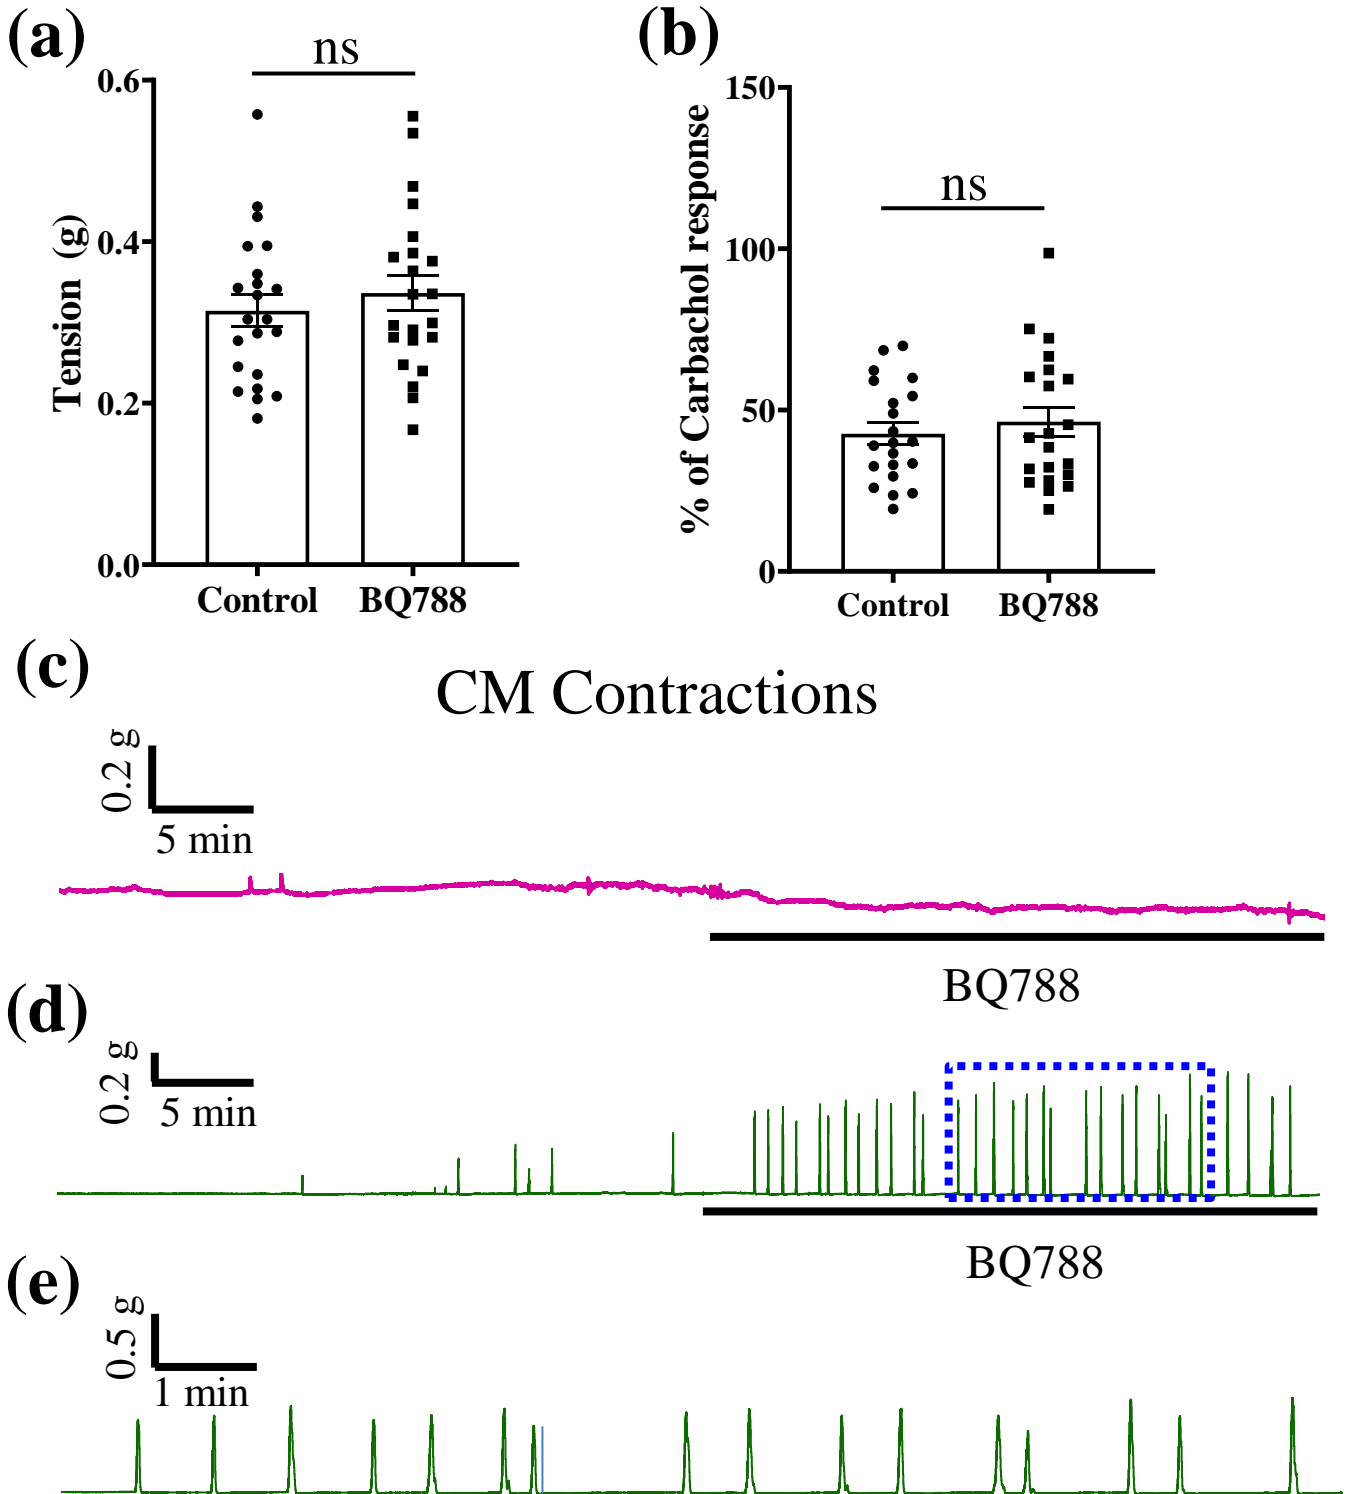 (a)
ns
0.6
0.4
0.2
0.0
Tension (g)
Control
BQ788
(b)
ns
150
100
50
0
% of Carbachol response
Control
BQ788
(c)
CM Contractions
0.2 g
5 min
BQ788
(d)
0.2 g
5 min
BQ788
(e)
0.5 g
1 min